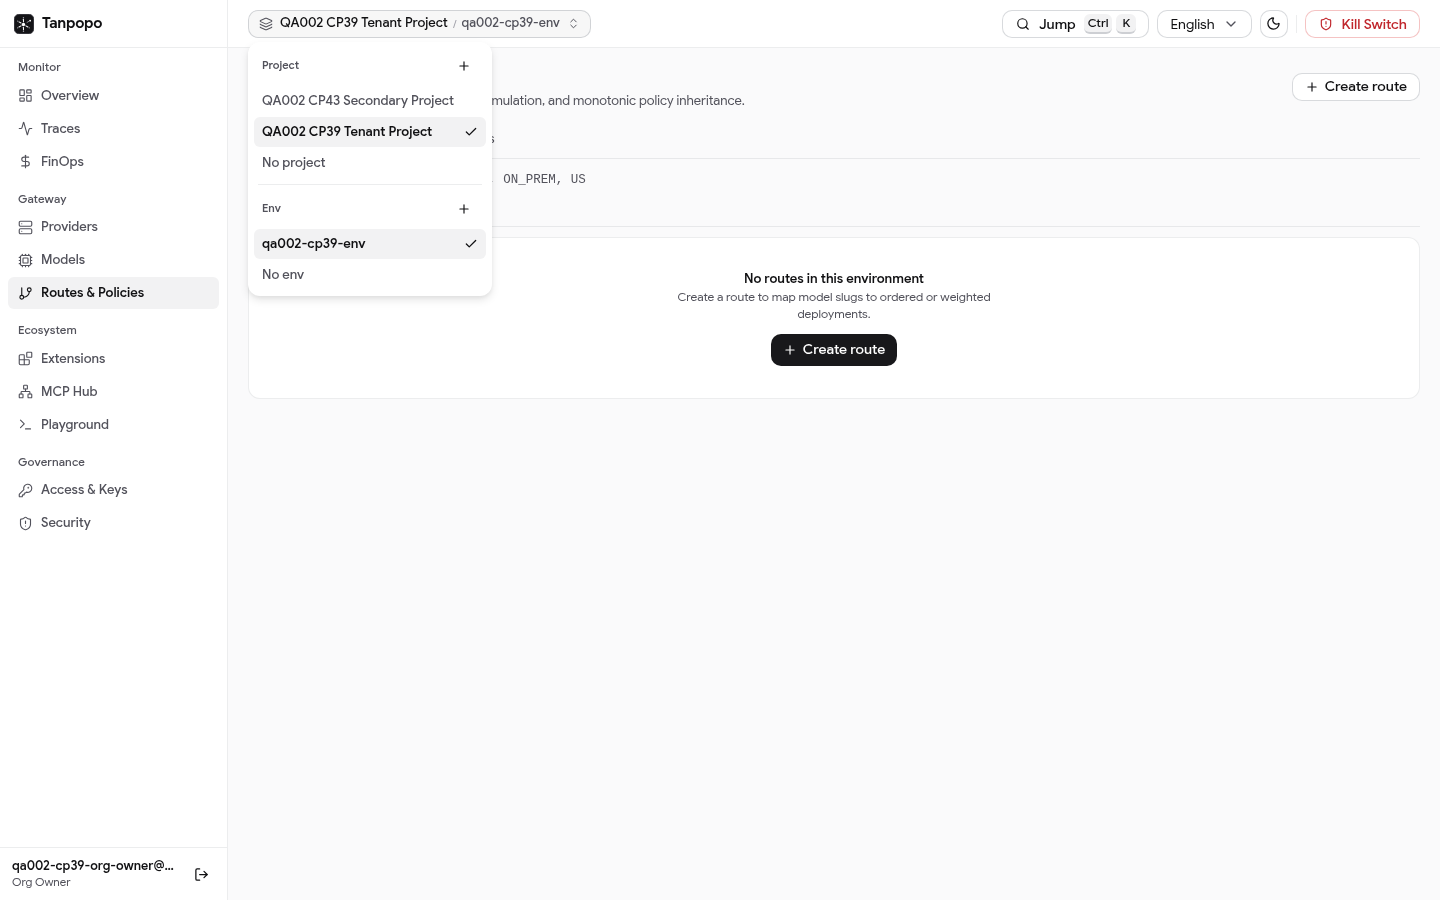 Tanpopo
QA002 CP39 Tenant Project / qa002-cp39-env
Jump Ctrl K
English
Kill Switch
Monitor
Overview
Traces
FinOps
Gateway
Providers
Models
Routes & Policies
Ecosystem
Extensions
MCP Hub
Playground
Governance
Access & Keys
Security
qa002-cp39-org-owner@...
Org Owner
Project
QA002 CP43 Secondary Project
QA002 CP39 Tenant Project
No project
Env
qa002-cp39-env
No env
mulation, and monotonic policy inheritance.
Create route
s
ON_PREM, US
No routes in this environment
Create a route to map model slugs to ordered or weighted
deployments.
Create route